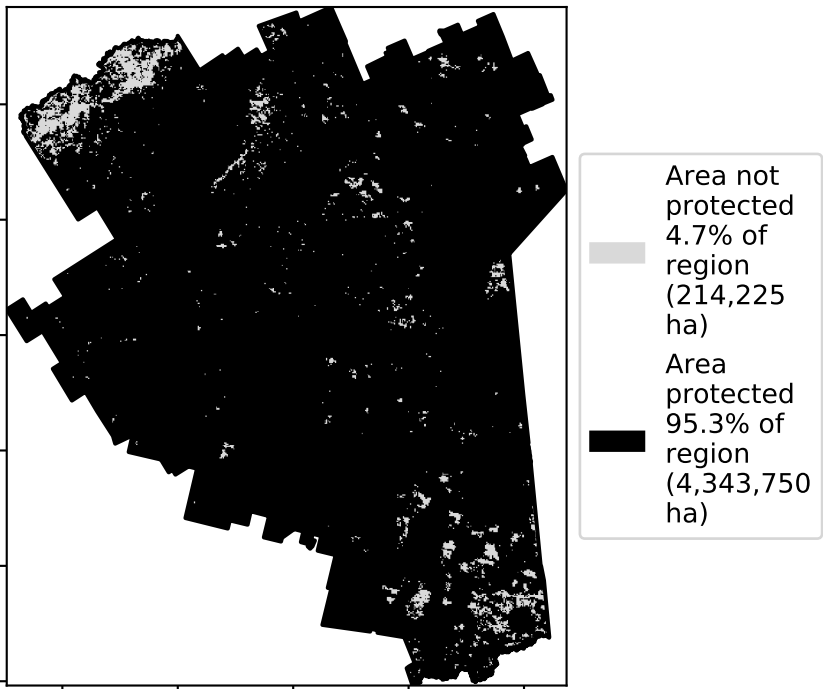 Area not
protected
4.7% of
region
(214,225
ha)
Area
protected
95.3% of
region
(4,343,750
ha)